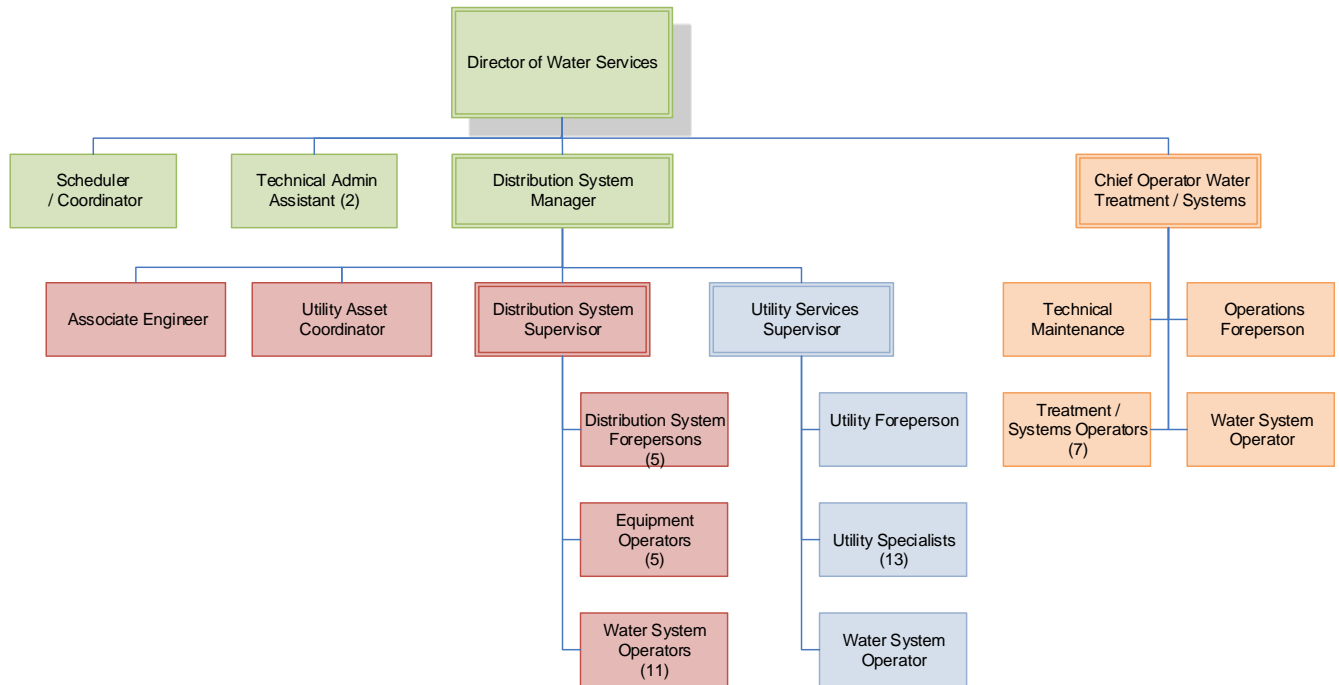 Director of Water Services
Scheduler
/ Coordinator
Technical Admin
Assistant (2)
Distribution System
Manager
Chief Operator Water
Treatment / Systems
Associate Engineer
Utility Asset
Coordinator
Distribution System
Supervisor
Utility Services
Supervisor
Technical
Maintenance
Operations
Foreperson
Distribution System
Forepersons
(5)
Utility Foreperson
Treatment /
Systems Operators
(7)
Water System
Operator
Equipment
Operators
(5)
Utility Specialists
(13)
Water System
Operators
(11)
Water System
Operator